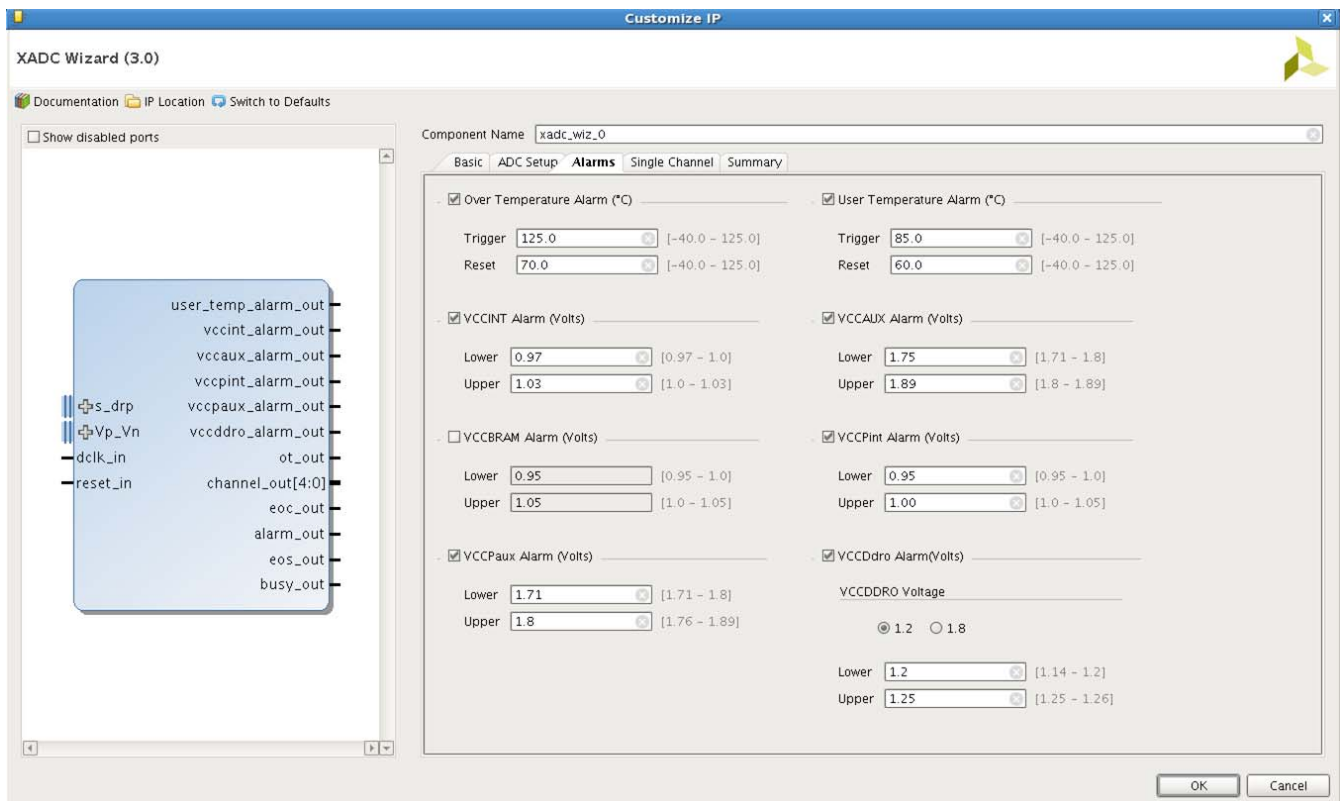 Customize IP
XADC Wizard (3.0)
Documentation IP Location Switch to Defaults
Show disabled ports
user_temp_alarm_out
vccint_alarm_out
vccaux_alarm_out
vccpint_alarm_out
s_drp vccpaux_alarm_out
Vp_Vn vccddro_alarm_out
dclk_in ot_out
reset_in channel_out[4:0]
eoc_out
alarm_out
eos_out
busy_out
Component Name xadc_wiz_0
Basic ADC Setup Alarms Single Channel Summary
Over Temperature Alarm (°C)
Trigger 125.0 [-40.0 - 125.0]
Reset 70.0 [-40.0 - 125.0]
User Temperature Alarm (°C)
Trigger 85.0 [-40.0 - 125.0]
Reset 60.0 [-40.0 - 125.0]
VCCINT Alarm (Volts)
Lower 0.97 [0.97 - 1.0]
Upper 1.03 [1.0 - 1.03]
VCCAUX Alarm (Volts)
Lower 1.75 [1.71 - 1.8]
Upper 1.89 [1.8 - 1.89]
VCCBRAM Alarm (Volts)
Lower 0.95 [0.95 - 1.0]
Upper 1.05 [1.0 - 1.05]
VCCPint Alarm (Volts)
Lower 0.95 [0.95 - 1.0]
Upper 1.00 [1.0 - 1.05]
VCCPaux Alarm (Volts)
Lower 1.71 [1.71 - 1.8]
Upper 1.8 [1.76 - 1.89]
VCCDdro Alarm(Volts)
VCCDDRO Voltage
1.2 1.8
Lower 1.2 [1.14 - 1.2]
Upper 1.25 [1.25 - 1.26]
OK Cancel